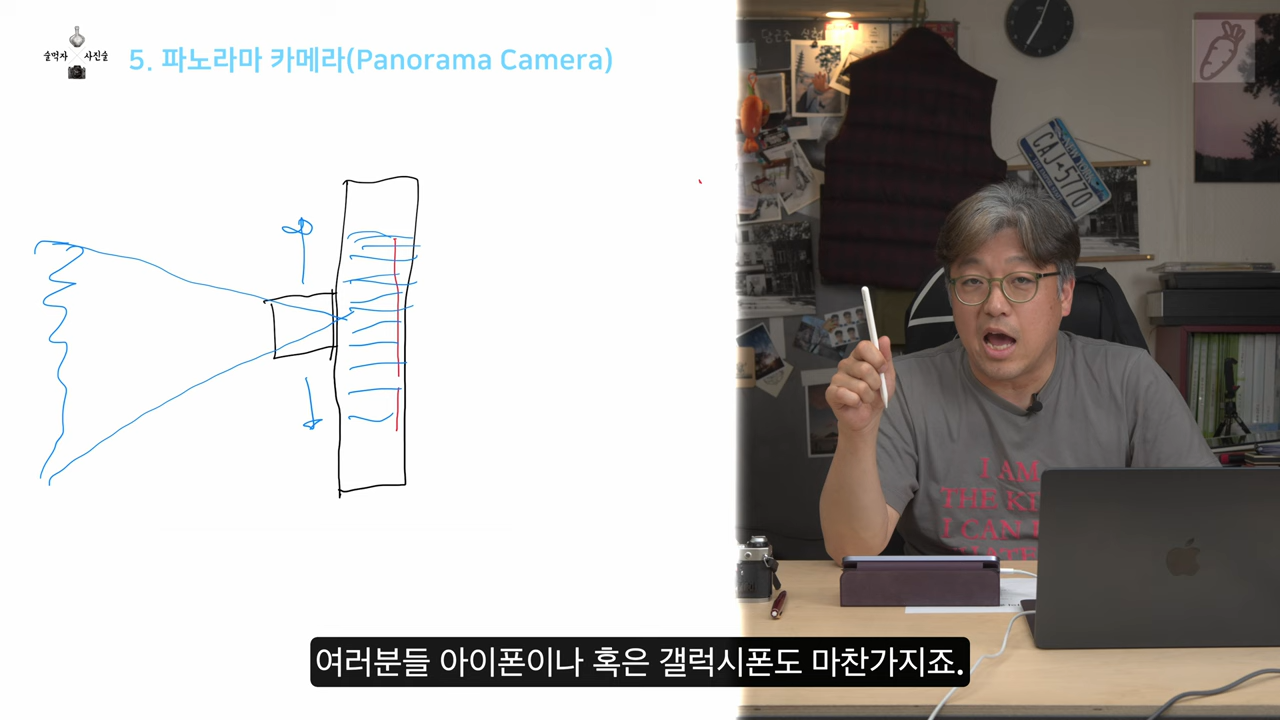 술먹자 사진술
5. 파노라마 카메라(Panorama Camera)
NEW YORK
CAJ 5770
I AM
THE KI
I CAN
여러분들 아이폰이나 혹은 갤럭시폰도 마찬가지죠.